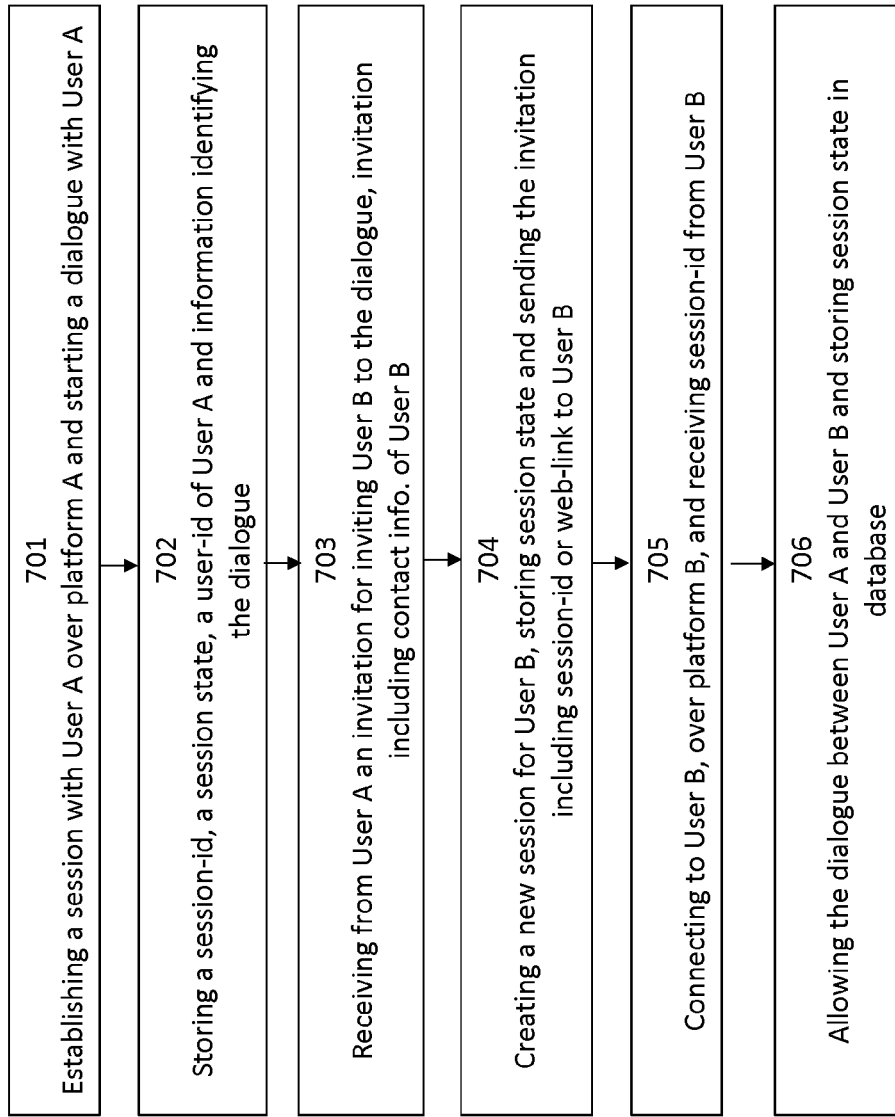 701
Establishing a session with User A over platform A and starting a dialogue with User A
702
Storing a session-id, a session state, a user-id of User A and information identifying
the dialogue
703
Receiving from User A an invitation for inviting User B to the dialogue, invitation
including contact info. of User B
704
Creating a new session for User B, storing session state and sending the invitation
including session-id or web-link to User B
705
Connecting to User B, over platform B, and receiving session-id from User B
706
Allowing the dialogue between User A and User B and storing session state in
database